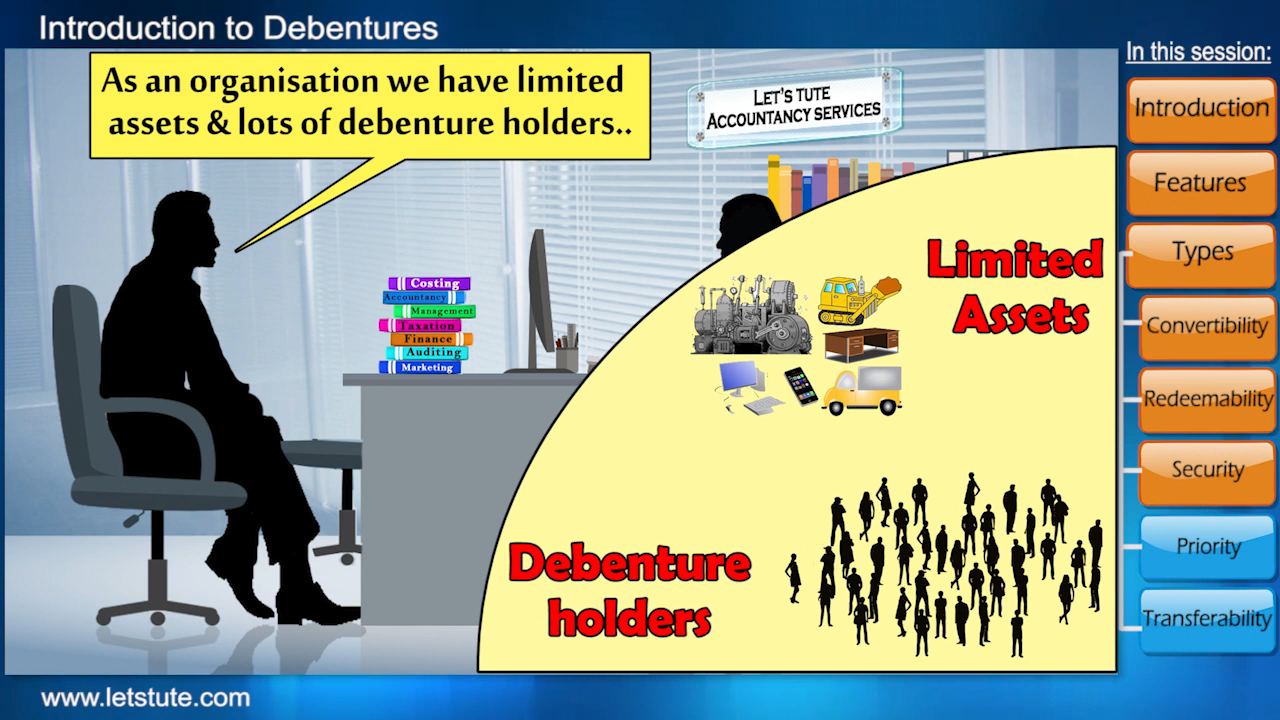 Introduction to Debentures
In this session:
As an organisation we have limited
assets & lots of debenture holders..
LET'S TUTE
ACCOUNTANCY SERVICES
Introduction
Features
Types
Convertibility
Redeemability
Security
Priority
Transferability
Costing
Accountancy
Management
Taxation
Finance
Auditing
Marketing
Limited
Assets
Debenture
holders
www.letstute.com